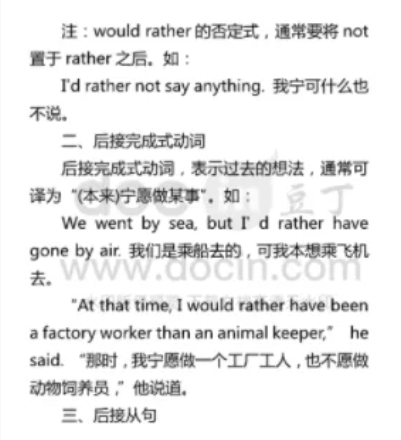 注：would rather 的否定式，通常要将 not
置于 rather 之后。如：
I'd rather not say anything. 我宁可什么也
不说。
二、后接完成式动词
后接完成式动词，表示过去的想法，通常可
译为 "(本来)宁愿做某事"。如：
We went by sea, but I' d rather have
gone by air. 我们是乘船去的，可我本想乘飞机
去。
"At that time, I would rather have been
a factory worker than an animal keeper," he
said. "那时，我宁愿做一个工厂工人，也不愿做
动物饲养员，"他说道。
三、后接从句
豆丁
www.docin.com